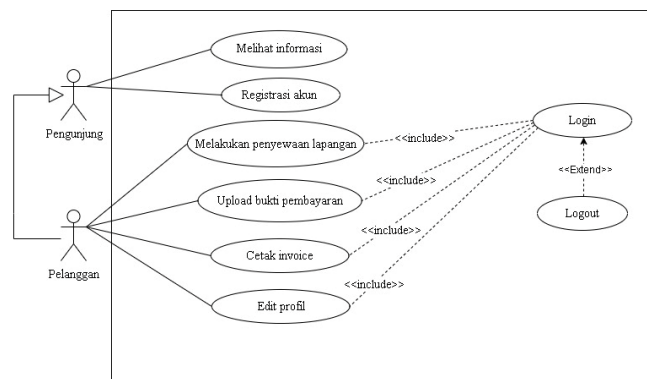 Melihat informasi
Registrasi akun
Pengunjung
Melakukan penyewaan lapangan
<<include>>
Login
<<Extend>>
Upload bukti pembayaran
<<include>>
Logout
Cetak invoice
<<include>>
Pelanggan
Edit profil
<<include>>